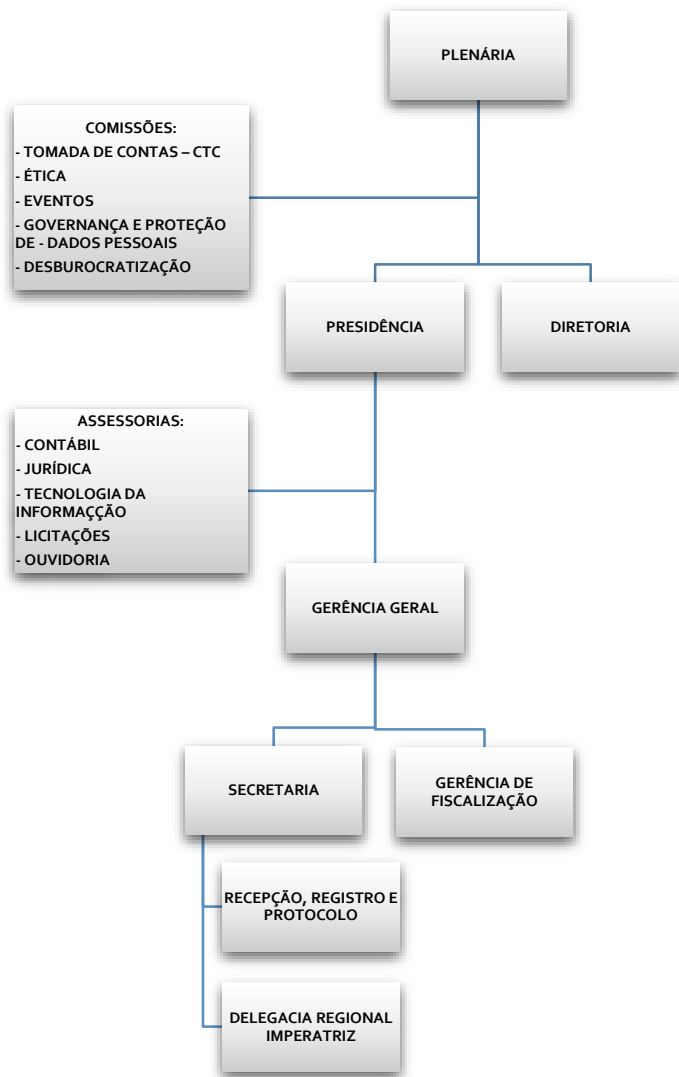 PLENÁRIA
COMISSÕES:
- TOMADA DE CONTAS – CTC
- ÉTICA
- EVENTOS
- GOVERNANÇA E PROTEÇÃO
DE - DADOS PESSOAIS
- DESBUROCRATIZAÇÃO
PRESIDÊNCIA
DIRETORIA
ASSESSORIAS:
- CONTÁBIL
- JURÍDICA
- TECNOLOGIA DA
INFORMAÇÇÃO
- LICITAÇÕES
- OUVIDORIA
GERÊNCIA GERAL
SECRETARIA
GERÊNCIA DE
FISCALIZAÇÃO
RECEPÇÃO, REGISTRO E
PROTOCOLO
DELEGACIA REGIONAL
IMPERATRIZ